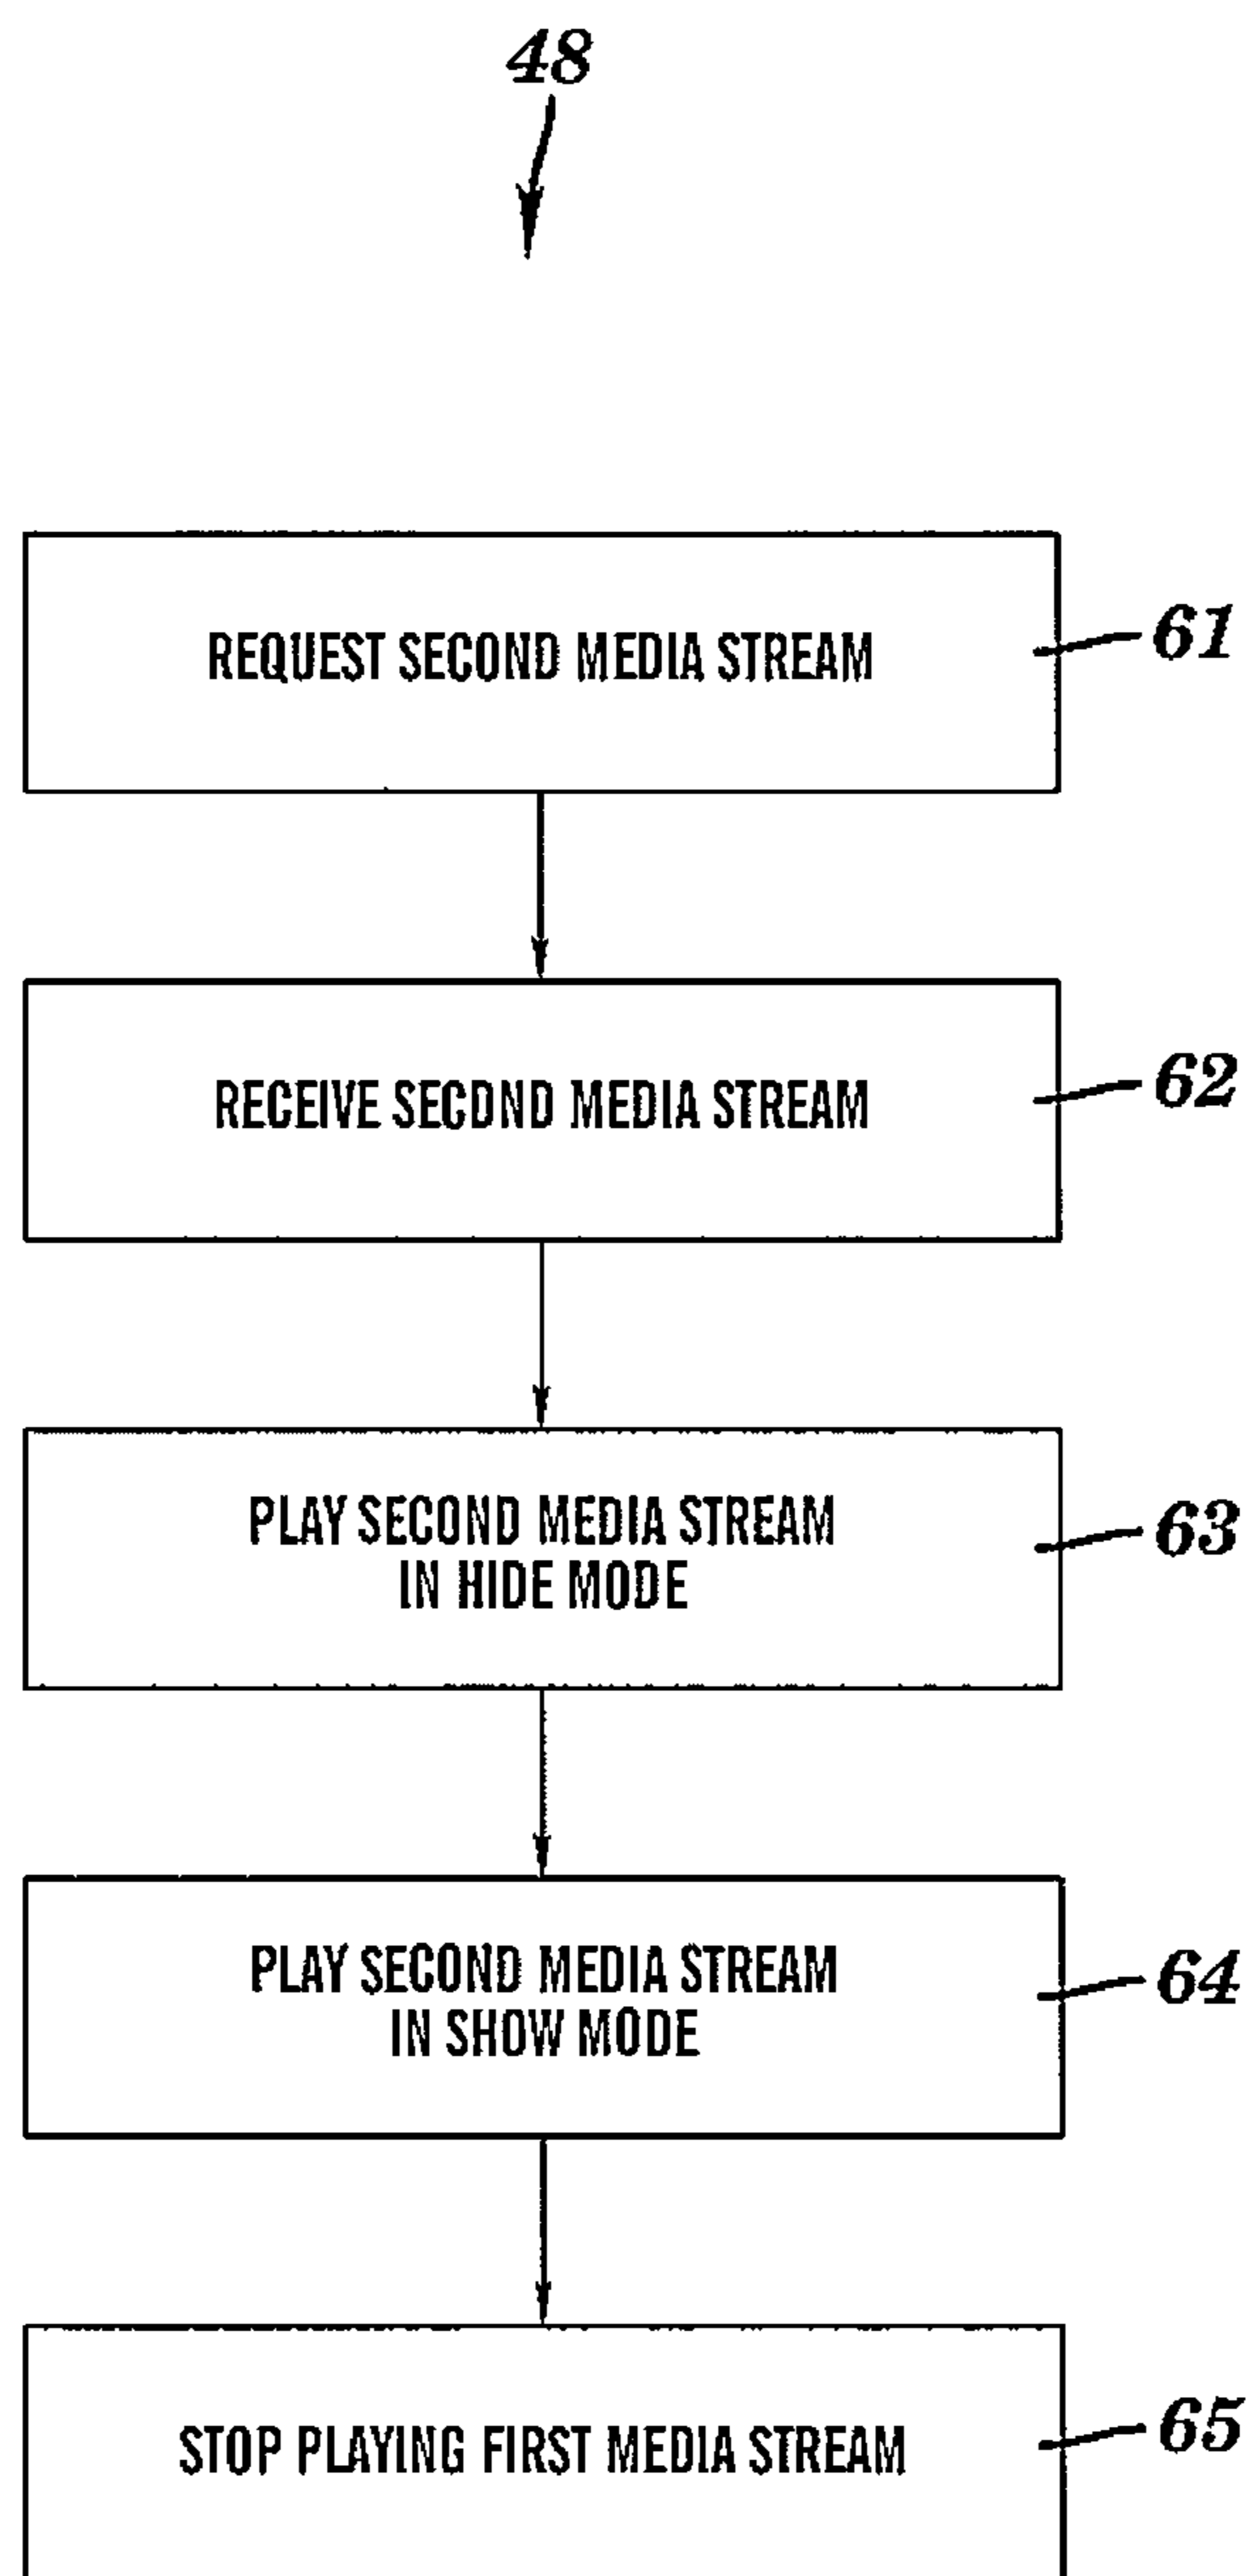 48
REQUEST SECOND MEDIA STREAM
61
RECEIVE SECOND MEDIA STREAM
62
PLAY SECOND MEDIA STREAM
IN HIDE MODE
63
PLAY SECOND MEDIA STREAM
IN SHOW MODE
64
STOP PLAYING FIRST MEDIA STREAM
65